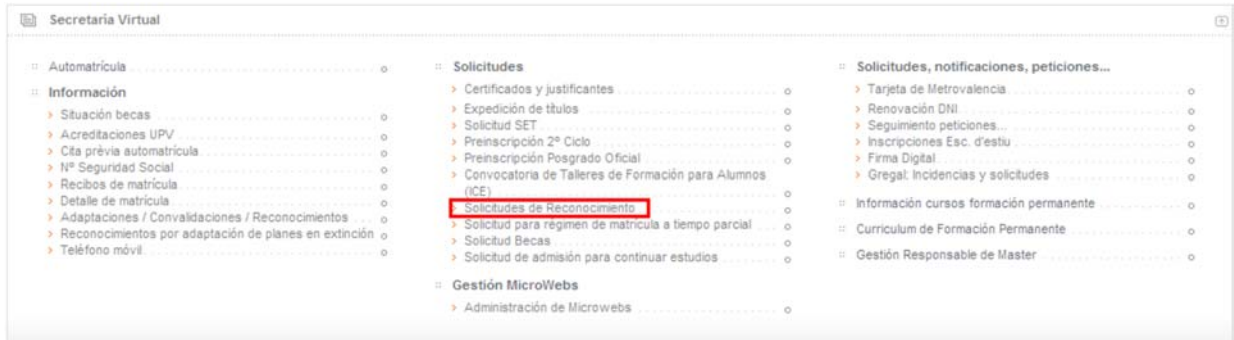 Secretaría Virtual
Automatrícula
Información
Situación becas
Acreditaciones UPV
Cita prèvia automatrícula
Nº Seguridad Social
Recibos de matrícula
Detalle de matrícula
Adaptaciones / Convalidaciones / Reconocimientos
Reconocimientos por adaptación de planes en extinción
Teléfono móvil
Solicitudes
Certificados y justificantes
Expedición de títulos
Solicitud SET
Preinscripción 2º Ciclo
Preinscripción Posgrado Oficial
Convocatoria de Talleres de Formación para Alumnos
(ICE)
Solicitudes de Reconocimiento
Solicitud para régimen de matrícula a tiempo parcial
Solicitud Becas
Solicitud de admisión para continuar estudios
Gestión MicroWebs
Administración de Microwebs
Solicitudes, notificaciones, peticiones...
Tarjeta de Metrovalencia
Renovación DNI
Seguimiento peticiones...
Inscripciones Esc. d'estiu
Firma Digital
Gregal: Incidencias y solicitudes
Información cursos formación permanente
Curriculum de Formación Permanente
Gestión Responsable de Master